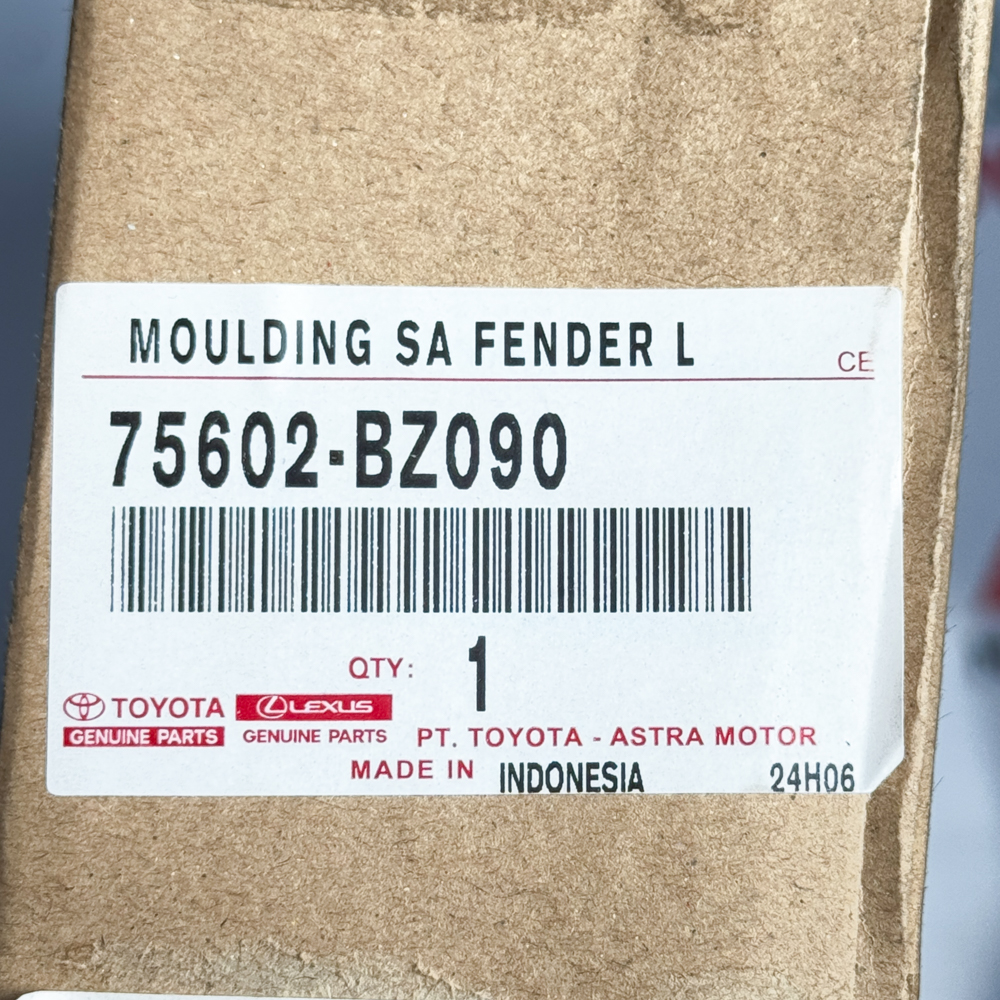 MOULDING SA FENDER L
CE
75602-BZ090
QTY: 1
TOYOTA
GENUINE PARTS
LEXUS
GENUINE PARTS
PT. TOYOTA - ASTRA MOTOR
MADE IN INDONESIA
24H06